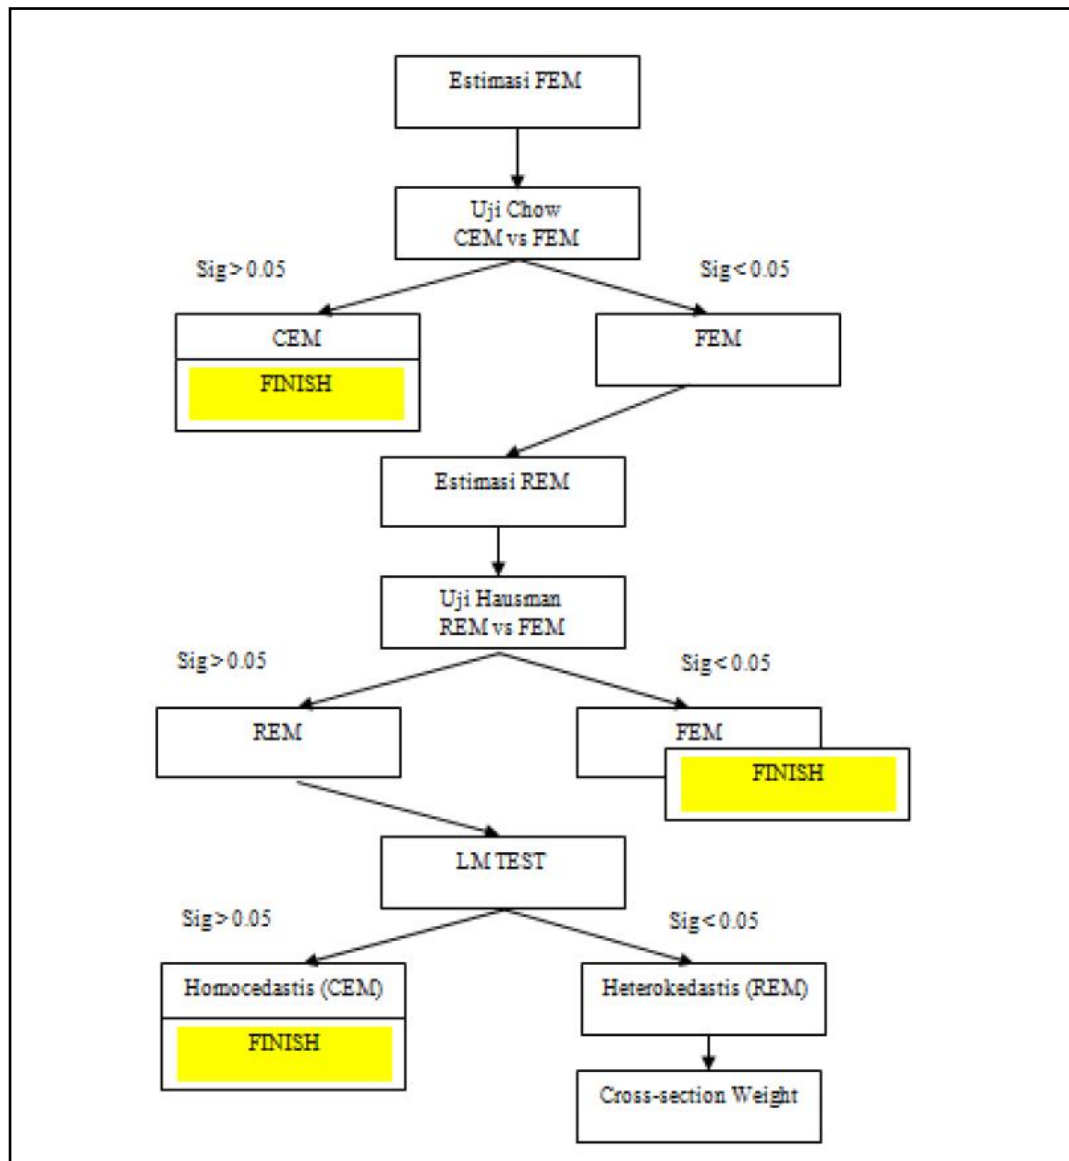 Estimasi FEM
Uji Chow
CEM vs FEM
Sig > 0.05
Sig < 0.05
CEM
FEM
FINISH
Estimasi REM
Uji Hausman
REM vs FEM
Sig > 0.05
Sig < 0.05
REM
FEM
FINISH
LM TEST
Sig > 0.05
Sig < 0.05
Homocedastis (CEM)
Heterokedastis (REM)
FINISH
Cross-section Weight